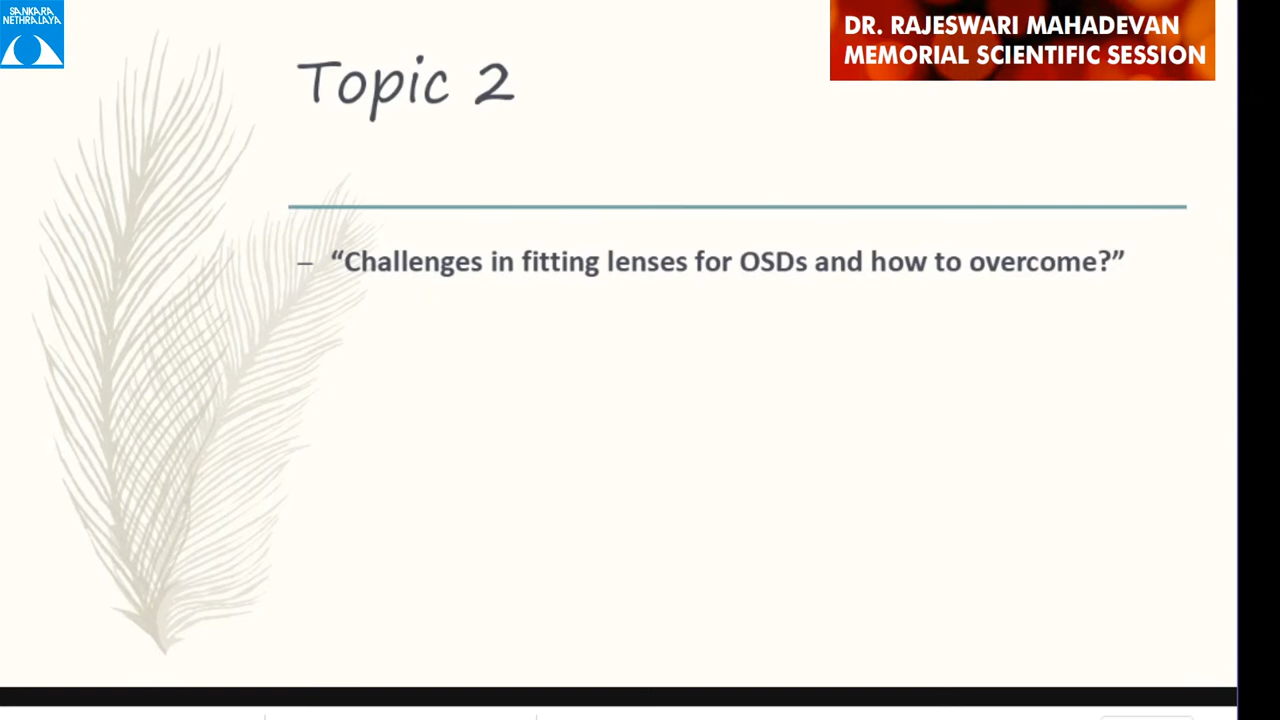 SANKARA
NETHRALAYA
DR. RAJESWARI MAHADEVAN
MEMORIAL SCIENTIFIC SESSION
Topic 2
– “Challenges in fitting lenses for OSDs and how to overcome?”